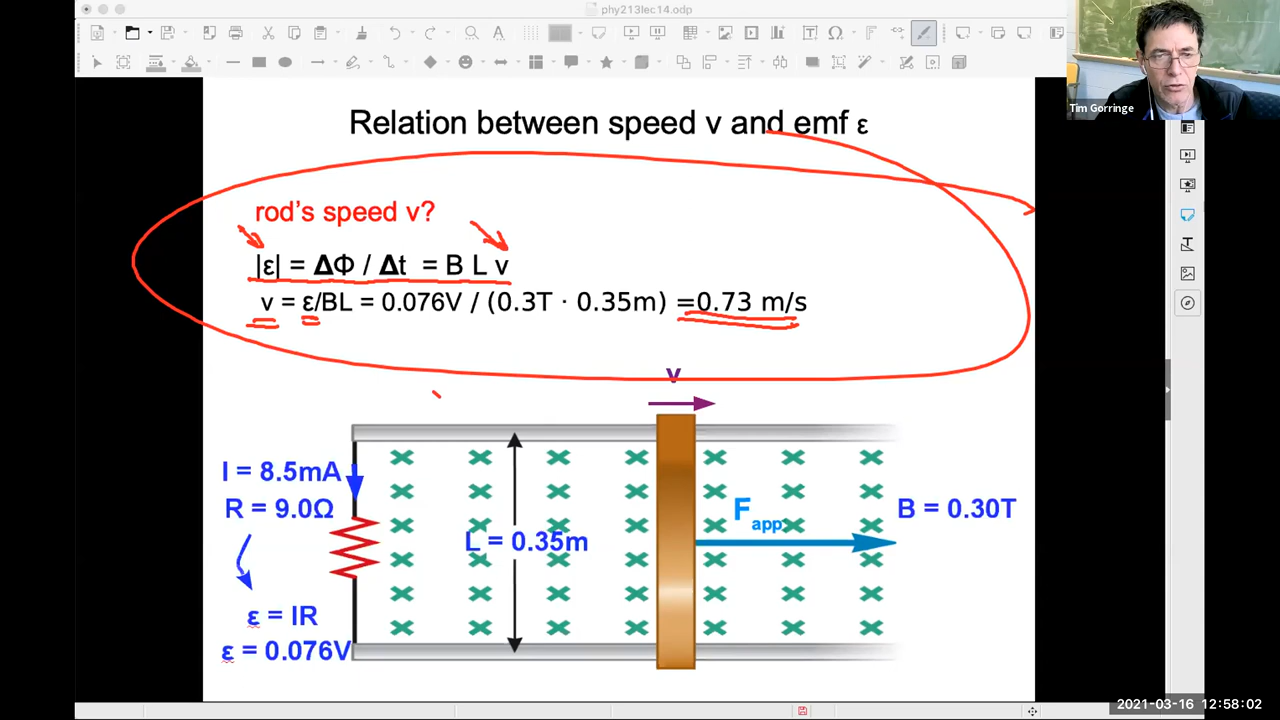 phy213lec14.odp
Tim Gorringe
Relation between speed v and emf ε
rod's speed v?
|ε| = ΔΦ / Δt = B L v
v = ε/BL = 0.076V / (0.3T · 0.35m) =0.73 m/s
v
I = 8.5mA
R = 9.0Ω
F app
B = 0.30T
L = 0.35m
ε = IR
ε = 0.076V
2021-03-16 12:58:02